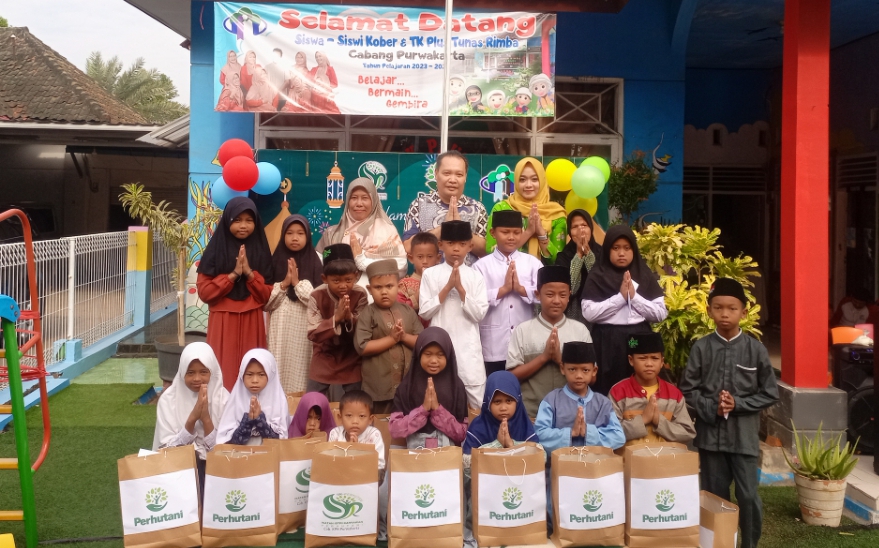 Selamat Datang
Siswa - Siswi Kober & TK Plus Tunas Rimba
Cabang Purwakarta
Tahun Pelajaran 2023 - 20
Belajar...
Bermain...
Gembira
Perhutani
Perhutani
Perhutani
Perhutani
Perhutani
Perhutani